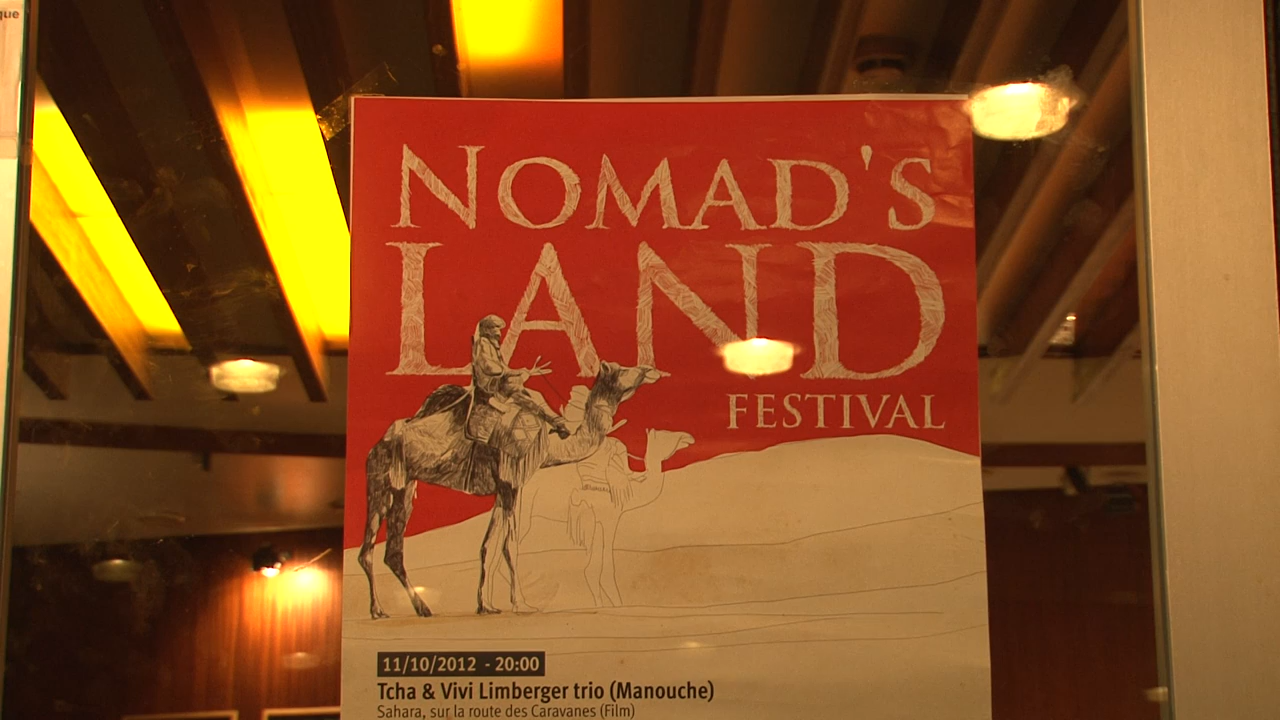 que
NOMAD'S
LAND
FESTIVAL
11/10/2012 - 20:00
Tcha & Vivi Limberger trio (Manouche)
Sahara, sur la route des Caravanes (Film)